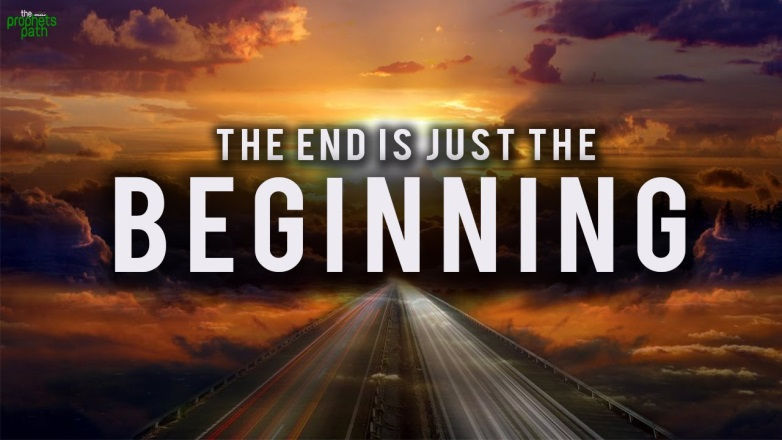 the
prophets
path
THE END IS JUST THE
BEGINNING